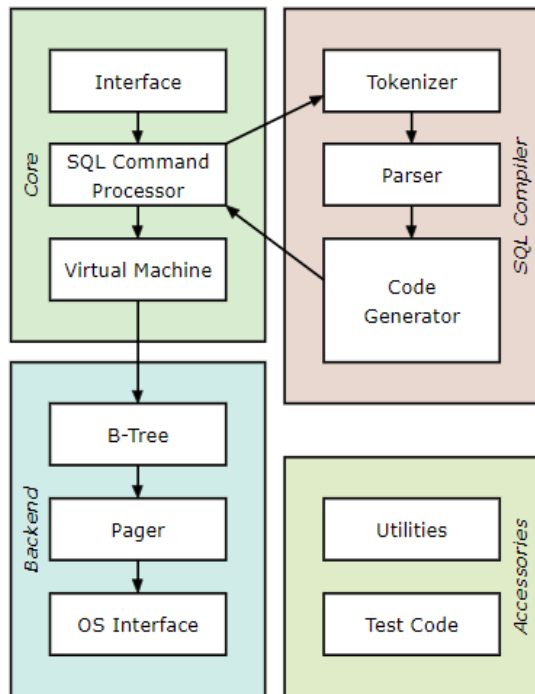 Core
Interface
SQL Command
Processor
Virtual Machine
SQL Compiler
Tokenizer
Parser
Code
Generator
Backend
B-Tree
Pager
OS Interface
Accessories
Utilities
Test Code